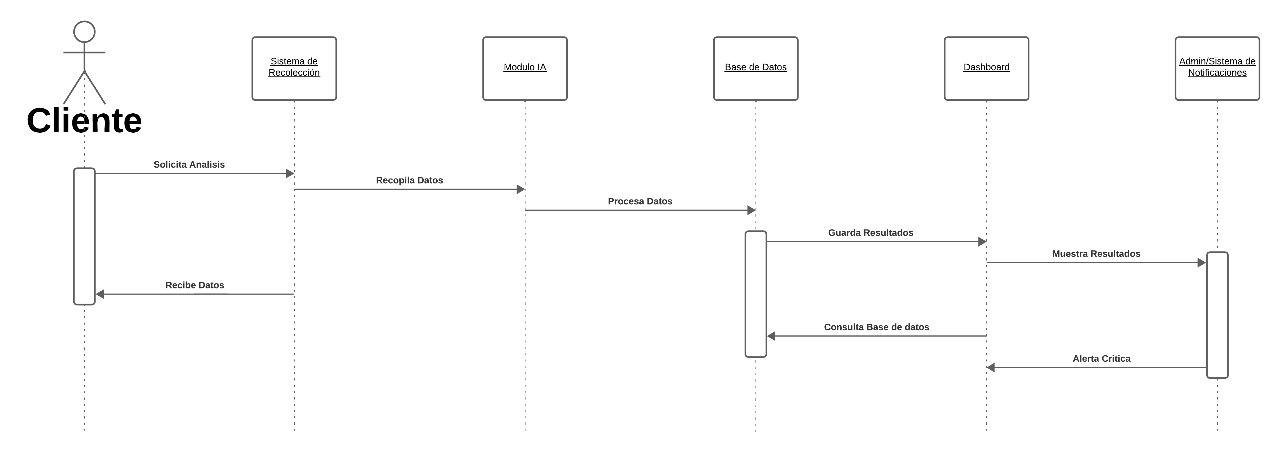 Sistema de
Recolección
Modulo IA
Base de Datos
Dashboard
Admin/Sistema de
Notificaciones
Cliente
Solicita Analisis
Recopila Datos
Procesa Datos
Guarda Resultados
Muestra Resultados
Recibe Datos
Consulta Base de datos
Alerta Critica